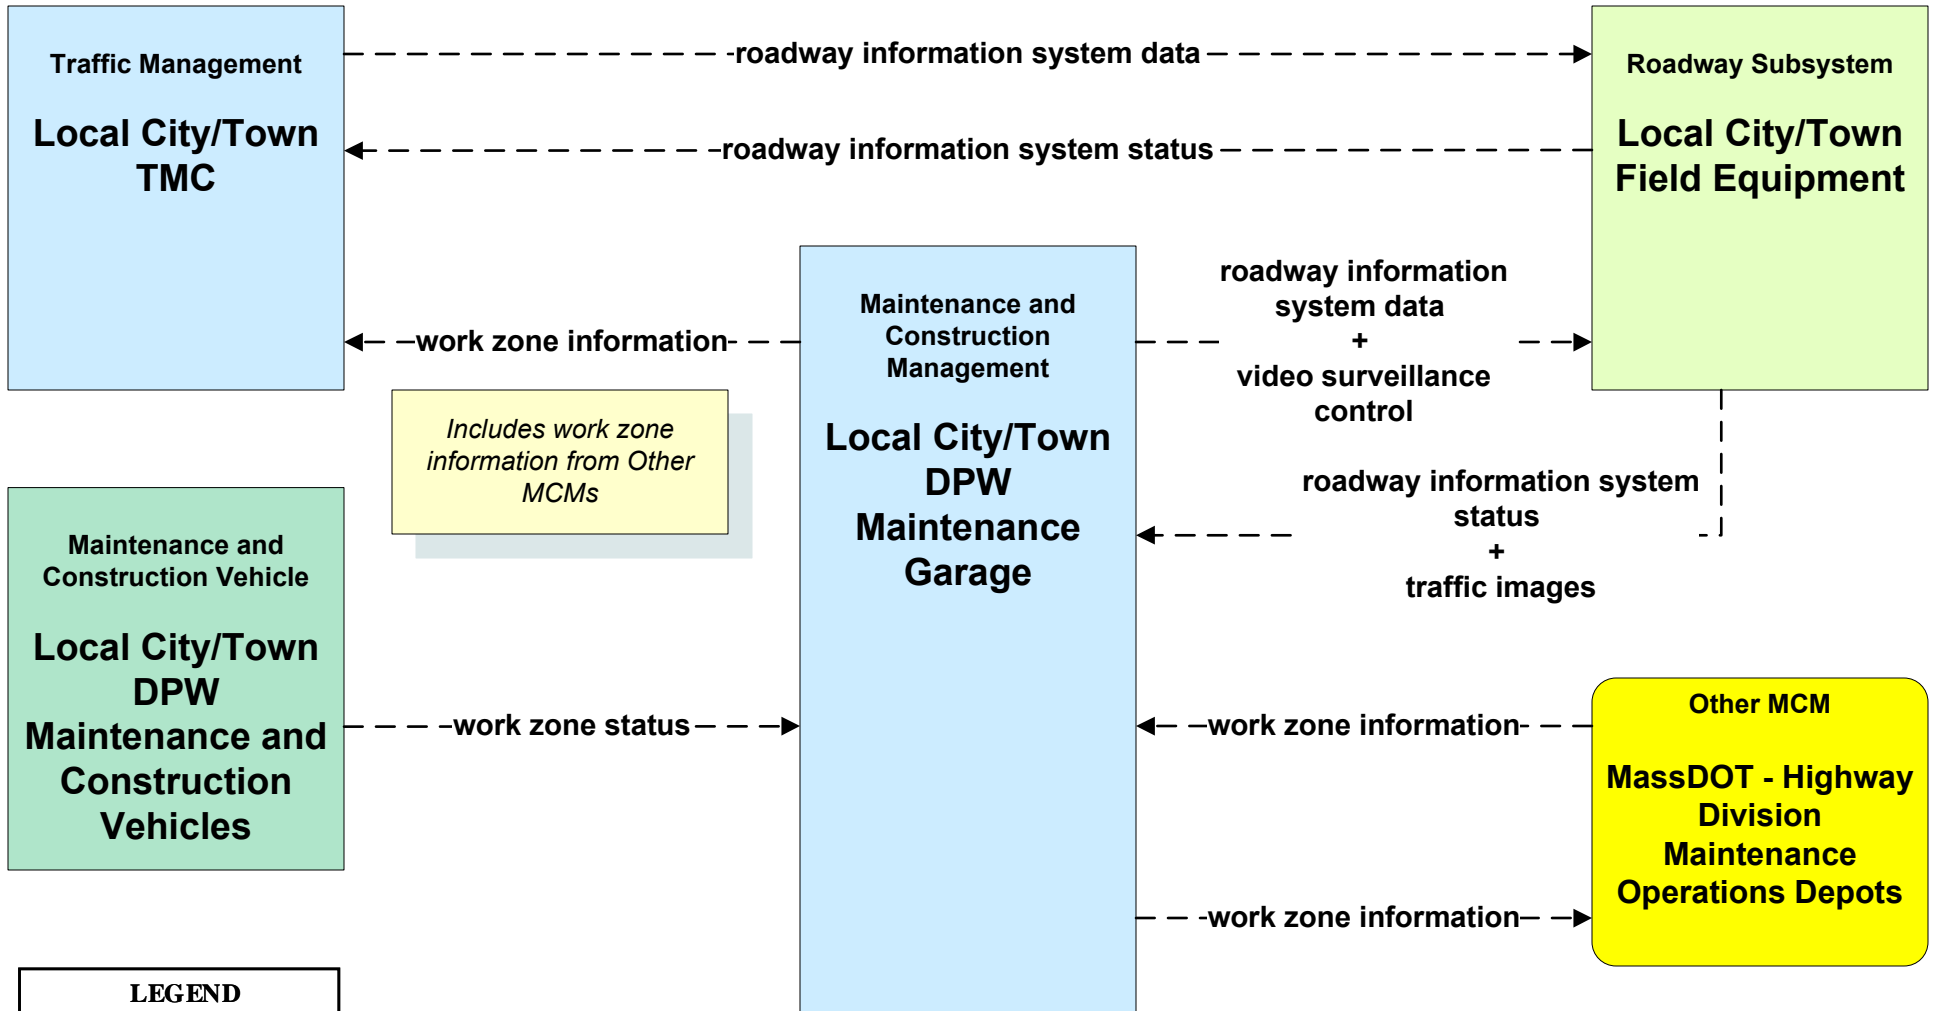 Traffic Management
Local City/Town
TMC
roadway information system data
roadway information system status
Roadway Subsystem
Local City/Town
Field Equipment
work zone information
Includes work zone
information from Other
MCMs
Maintenance and
Construction
Management
Local City/Town
DPW
Maintenance
Garage
roadway information
system data
+
video surveillance
control
roadway information system
status
+
traffic images
Maintenance and
Construction Vehicle
Local City/Town
DPW
Maintenance and
Construction
Vehicles
work zone status
work zone information
work zone information
Other MCM
MassDOT - Highway
Division
Maintenance
Operations Depots
LEGEND